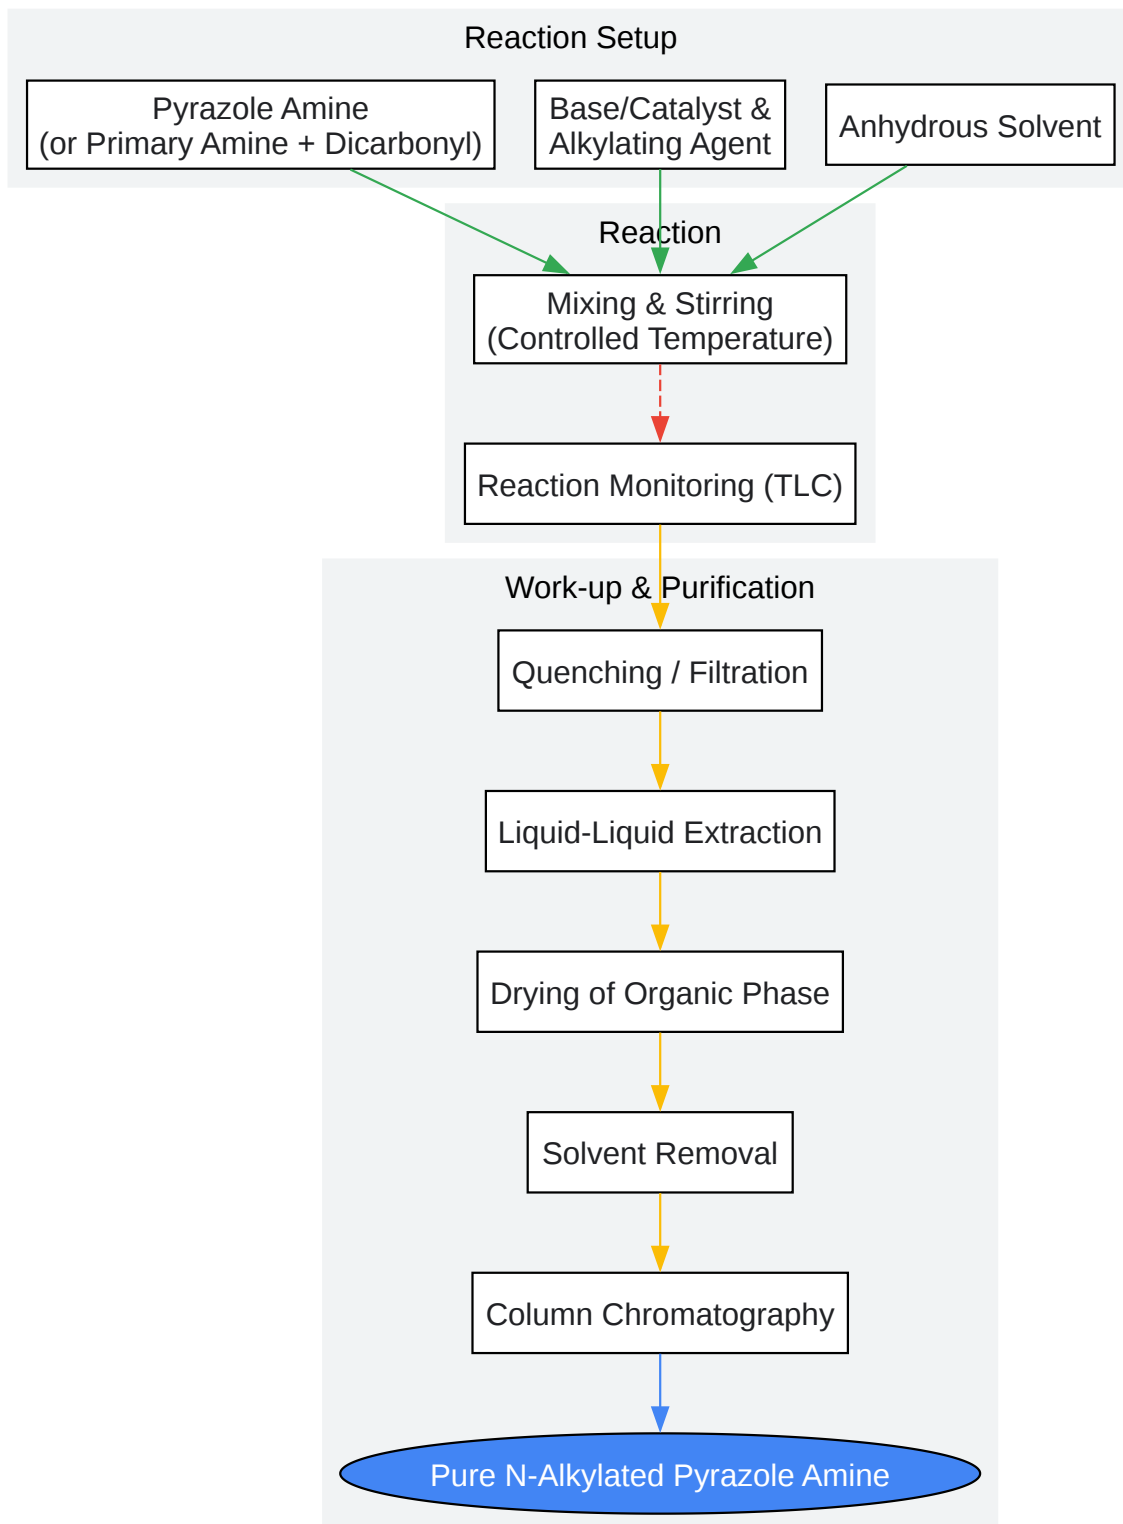 Reaction Setup
Pyrazole Amine
(or Primary Amine + Dicarbonyl)
Base/Catalyst &
Alkylating Agent
Anhydrous Solvent
Reaction
Mixing & Stirring
(Controlled Temperature)
Reaction Monitoring (TLC)
Work-up & Purification
Quenching / Filtration
Liquid-Liquid Extraction
Drying of Organic Phase
Solvent Removal
Column Chromatography
Pure N-Alkylated Pyrazole Amine